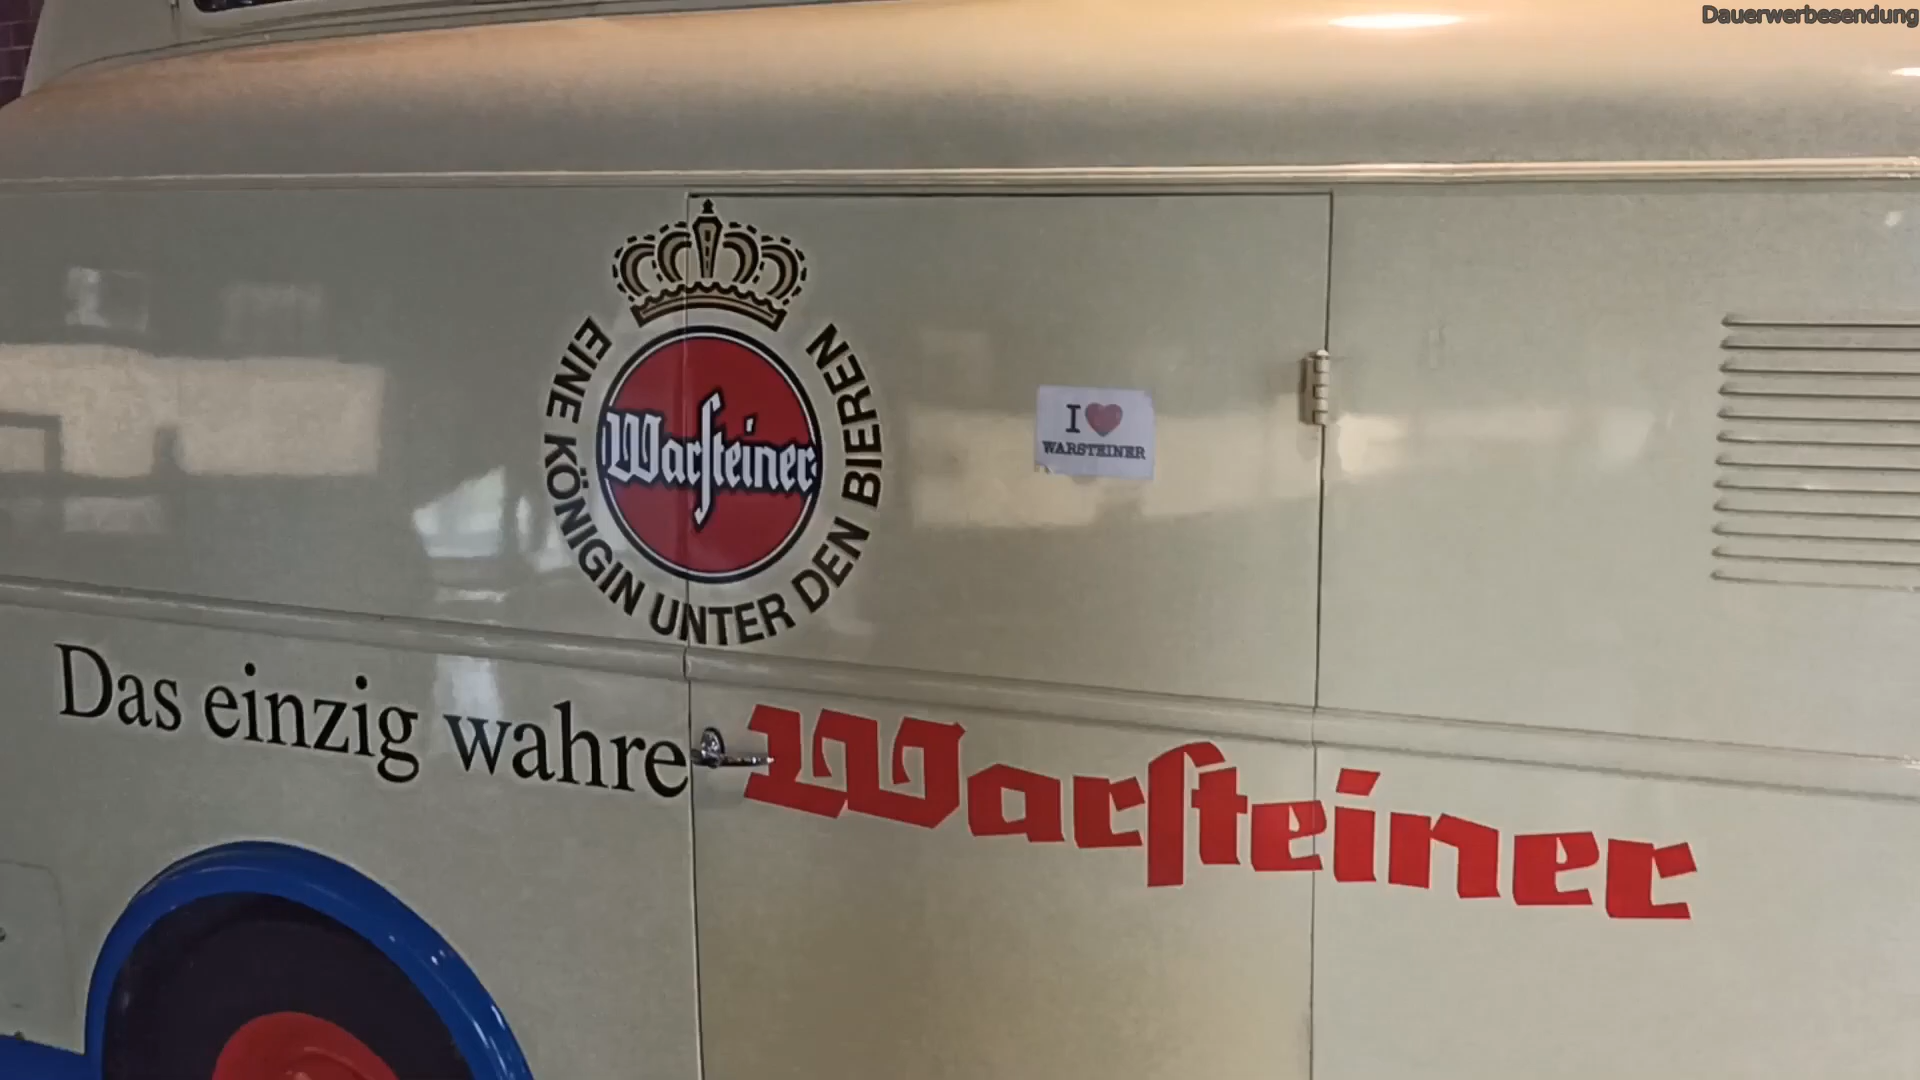 Dauerwerbesendung
EINE KÖNIGIN UNTER DEN BIEREN
Warſteiner
I ❤
WARSTEINER
Das einzig wahre Warſteiner